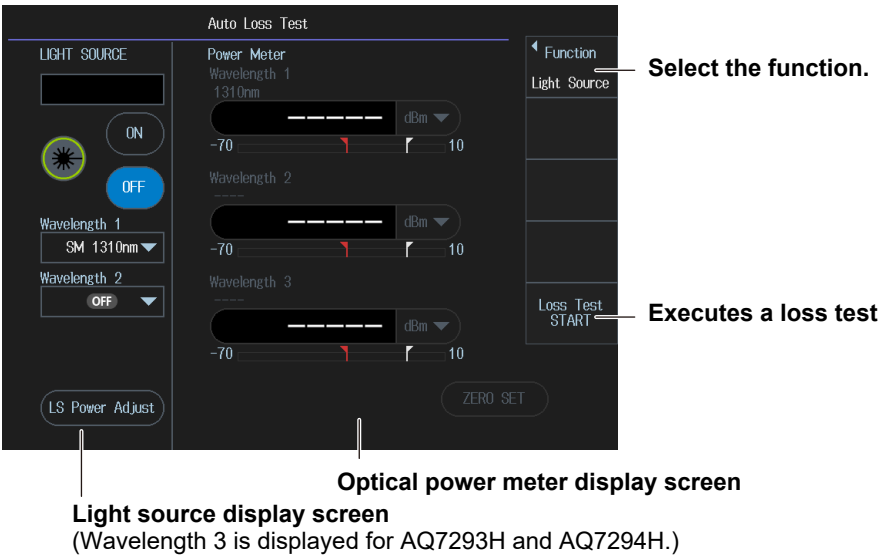 Auto Loss Test
LIGHT SOURCE
ON
OFF
Wavelength 1
SM 1310nm
Wavelength 2
OFF
LS Power Adjust
Power Meter
Wavelength 1
1310nm
----- dBm
-70 10
Wavelength 2
----
----- dBm
-70 10
Wavelength 3
----
----- dBm
-70 10
ZERO SET
Function
Light Source
Loss Test
START
Select the function.
Executes a loss test
Optical power meter display screen
Light source display screen
(Wavelength 3 is displayed for AQ7293H and AQ7294H.)